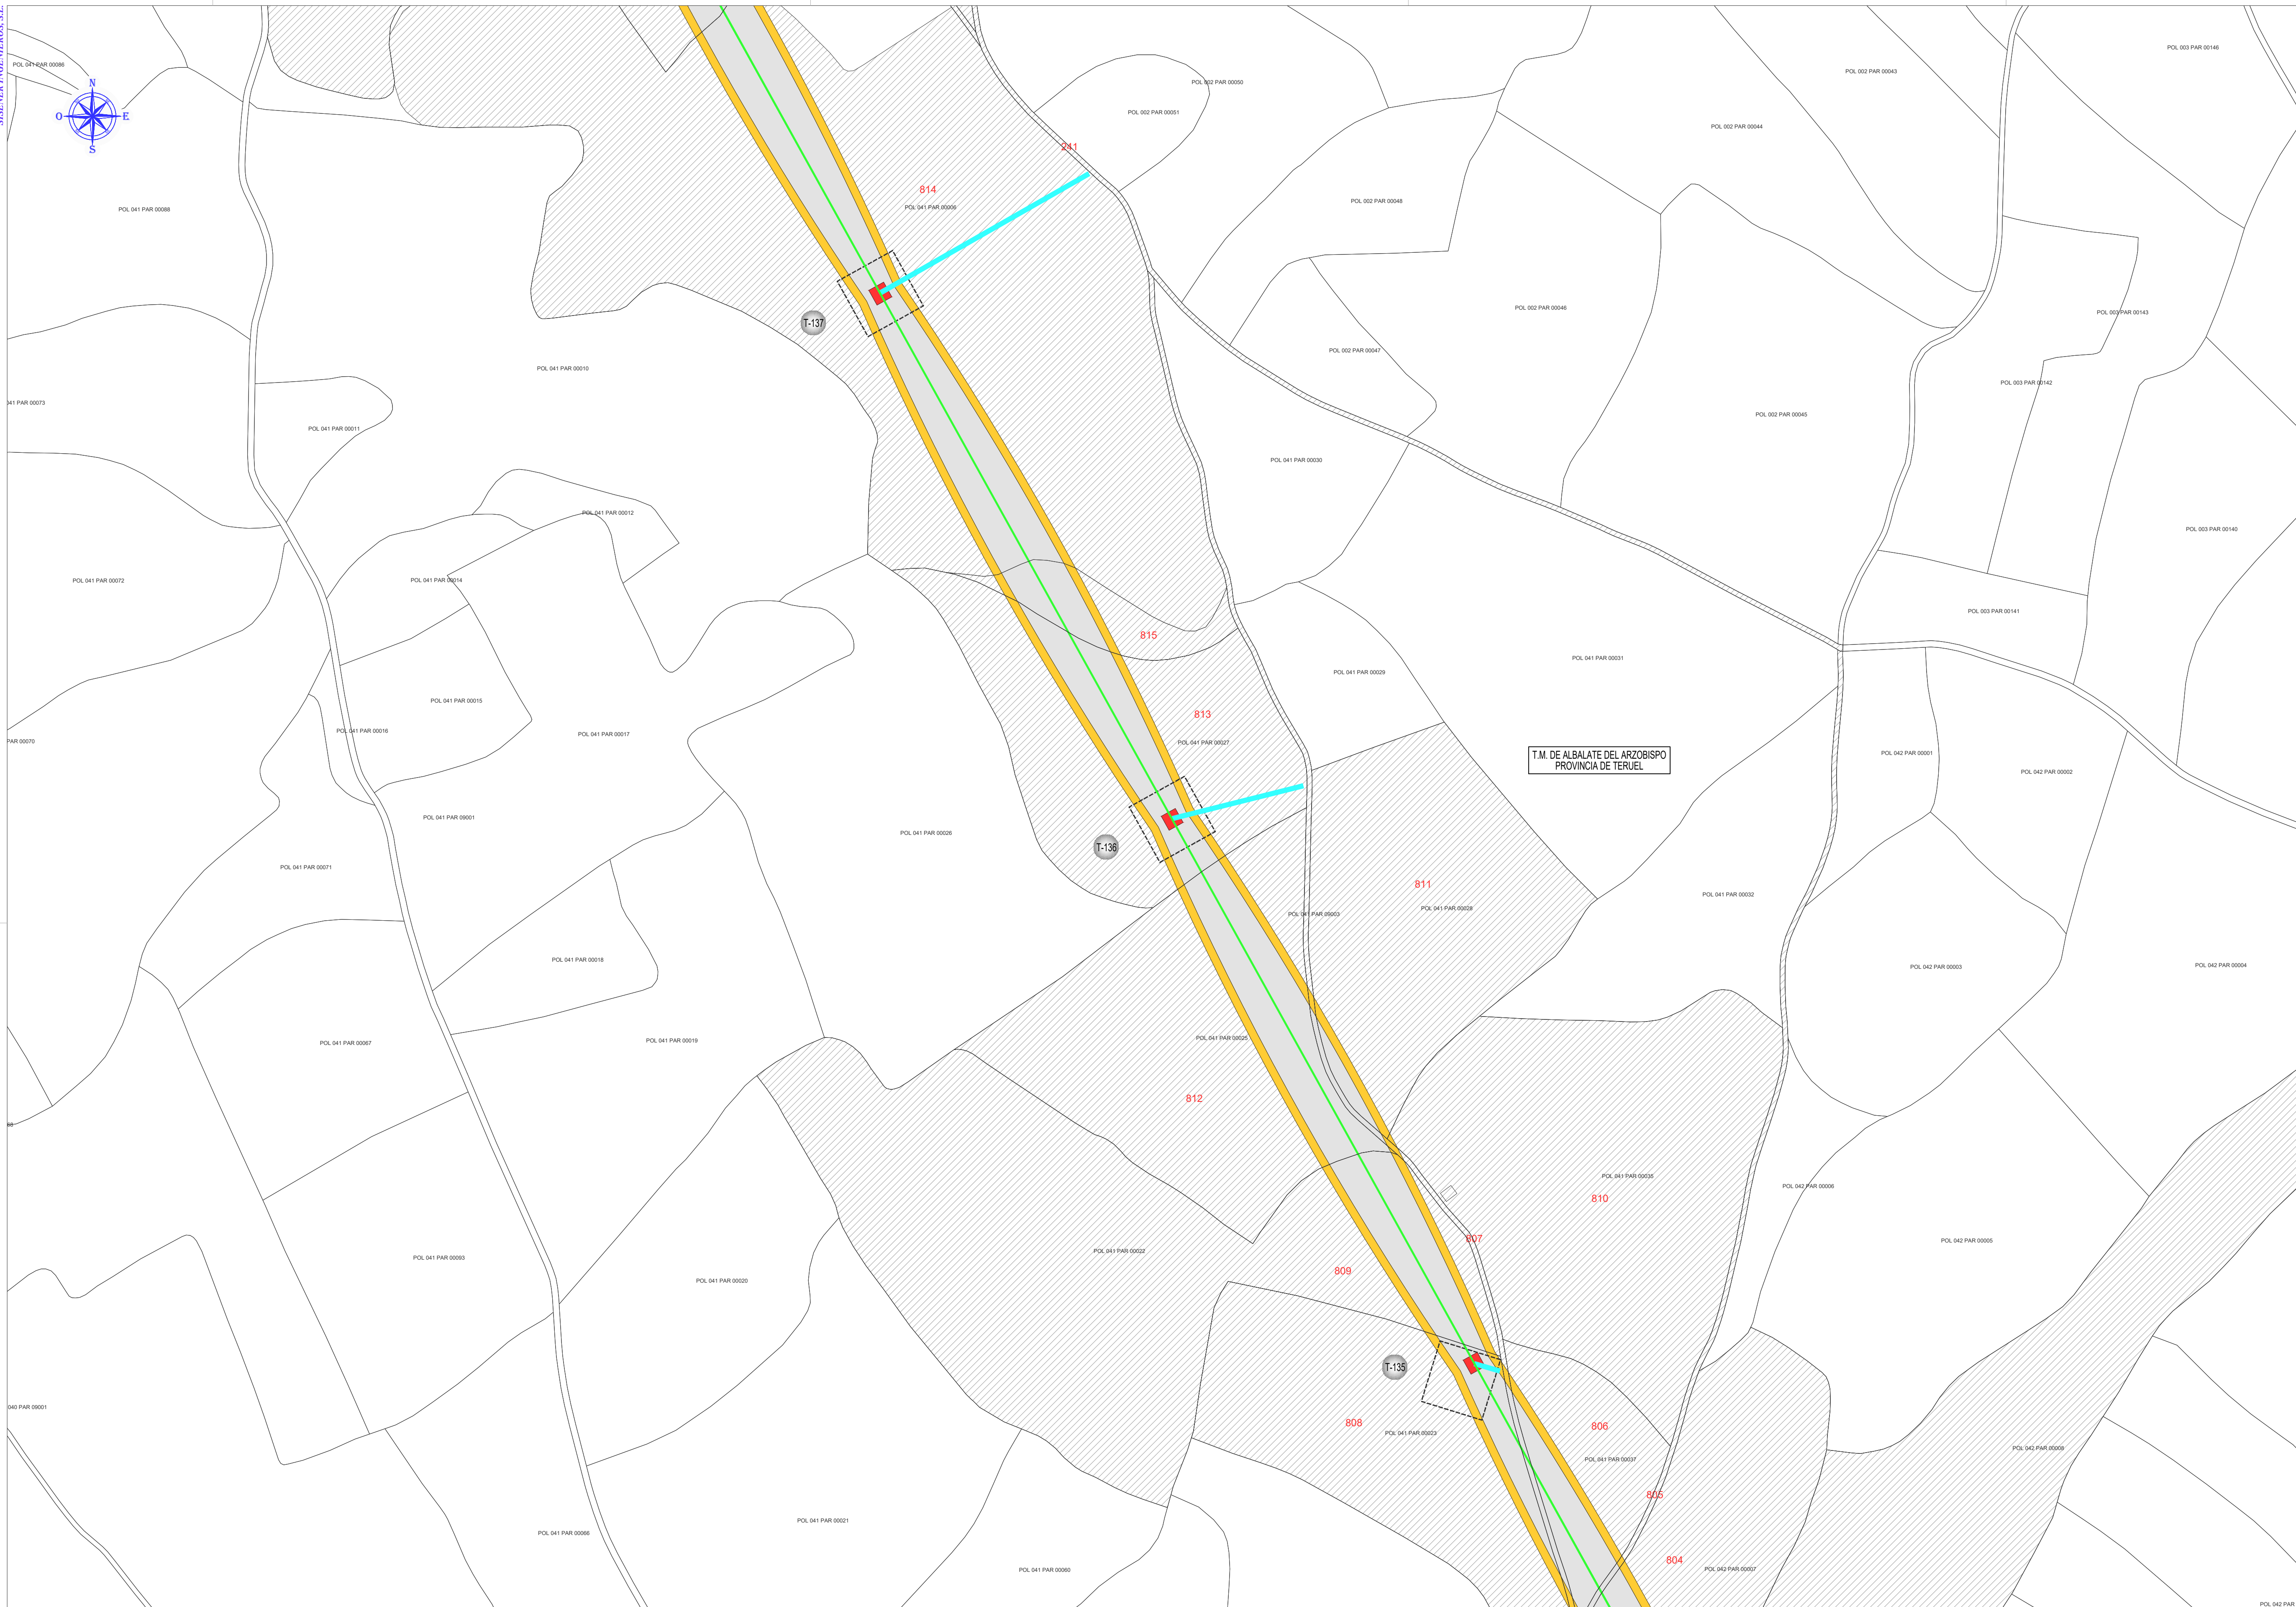 SISENER INGENIEROS, S.L.
POL 041 PAR 00086
N
O
E
S
POL 003 PAR 00146
POL 002 PAR 00043
POL 002 PAR 00050
POL 002 PAR 00051
POL 002 PAR 00044
241
814
POL 041 PAR 00006
POL 041 PAR 00088
POL 002 PAR 00048
POL 002 PAR 00046
POL 003 PAR 00143
T-137
POL 002 PAR 00047
POL 041 PAR 00010
POL 003 PAR 00142
041 PAR 00073
POL 002 PAR 00045
POL 041 PAR 00011
POL 041 PAR 00030
POL 041 PAR 00012
POL 003 PAR 00140
POL 041 PAR 00072
POL 041 PAR 00014
POL 003 PAR 00141
815
POL 041 PAR 00031
POL 041 PAR 00029
POL 041 PAR 00015
813
POL 041 PAR 00016
POL 041 PAR 00017
PAR 00070
POL 041 PAR 00027
T.M. DE ALBALATE DEL ARZOBISPO
PROVINCIA DE TERUEL
POL 042 PAR 00001
POL 042 PAR 00002
POL 041 PAR 09001
POL 041 PAR 00026
T-136
POL 041 PAR 00071
811
POL 041 PAR 00032
POL 041 PAR 00028
POL 041 PAR 09003
POL 041 PAR 00018
POL 042 PAR 00003
POL 042 PAR 00004
POL 041 PAR 00067
POL 041 PAR 00019
POL 041 PAR 00025
812
68
POL 041 PAR 00035
POL 042 PAR 00006
810
807
POL 042 PAR 00005
POL 041 PAR 00093
POL 041 PAR 00022
809
POL 041 PAR 00020
T-135
040 PAR 09001
808
806
POL 041 PAR 00023
POL 042 PAR 00008
POL 041 PAR 00037
805
POL 041 PAR 00021
POL 041 PAR 00066
804
POL 041 PAR 00060
POL 042 PAR 00007
POL 042 PAR